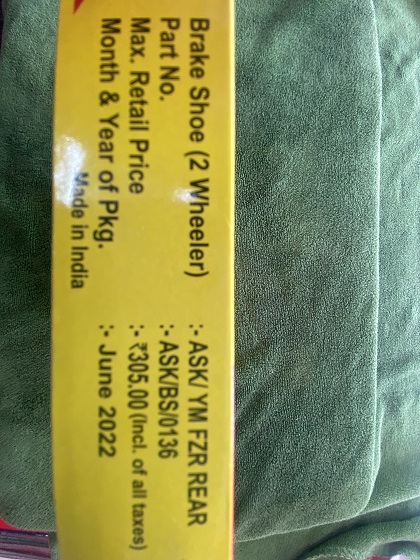 Brake Shoe (2 Wheeler) :- ASK/ YM FZR REAR
Part No. :- ASK/BS/0136
Max. Retail Price :- ₹305.00 (Incl. of all taxes)
Month & Year of Pkg. :- June 2022
Made in India